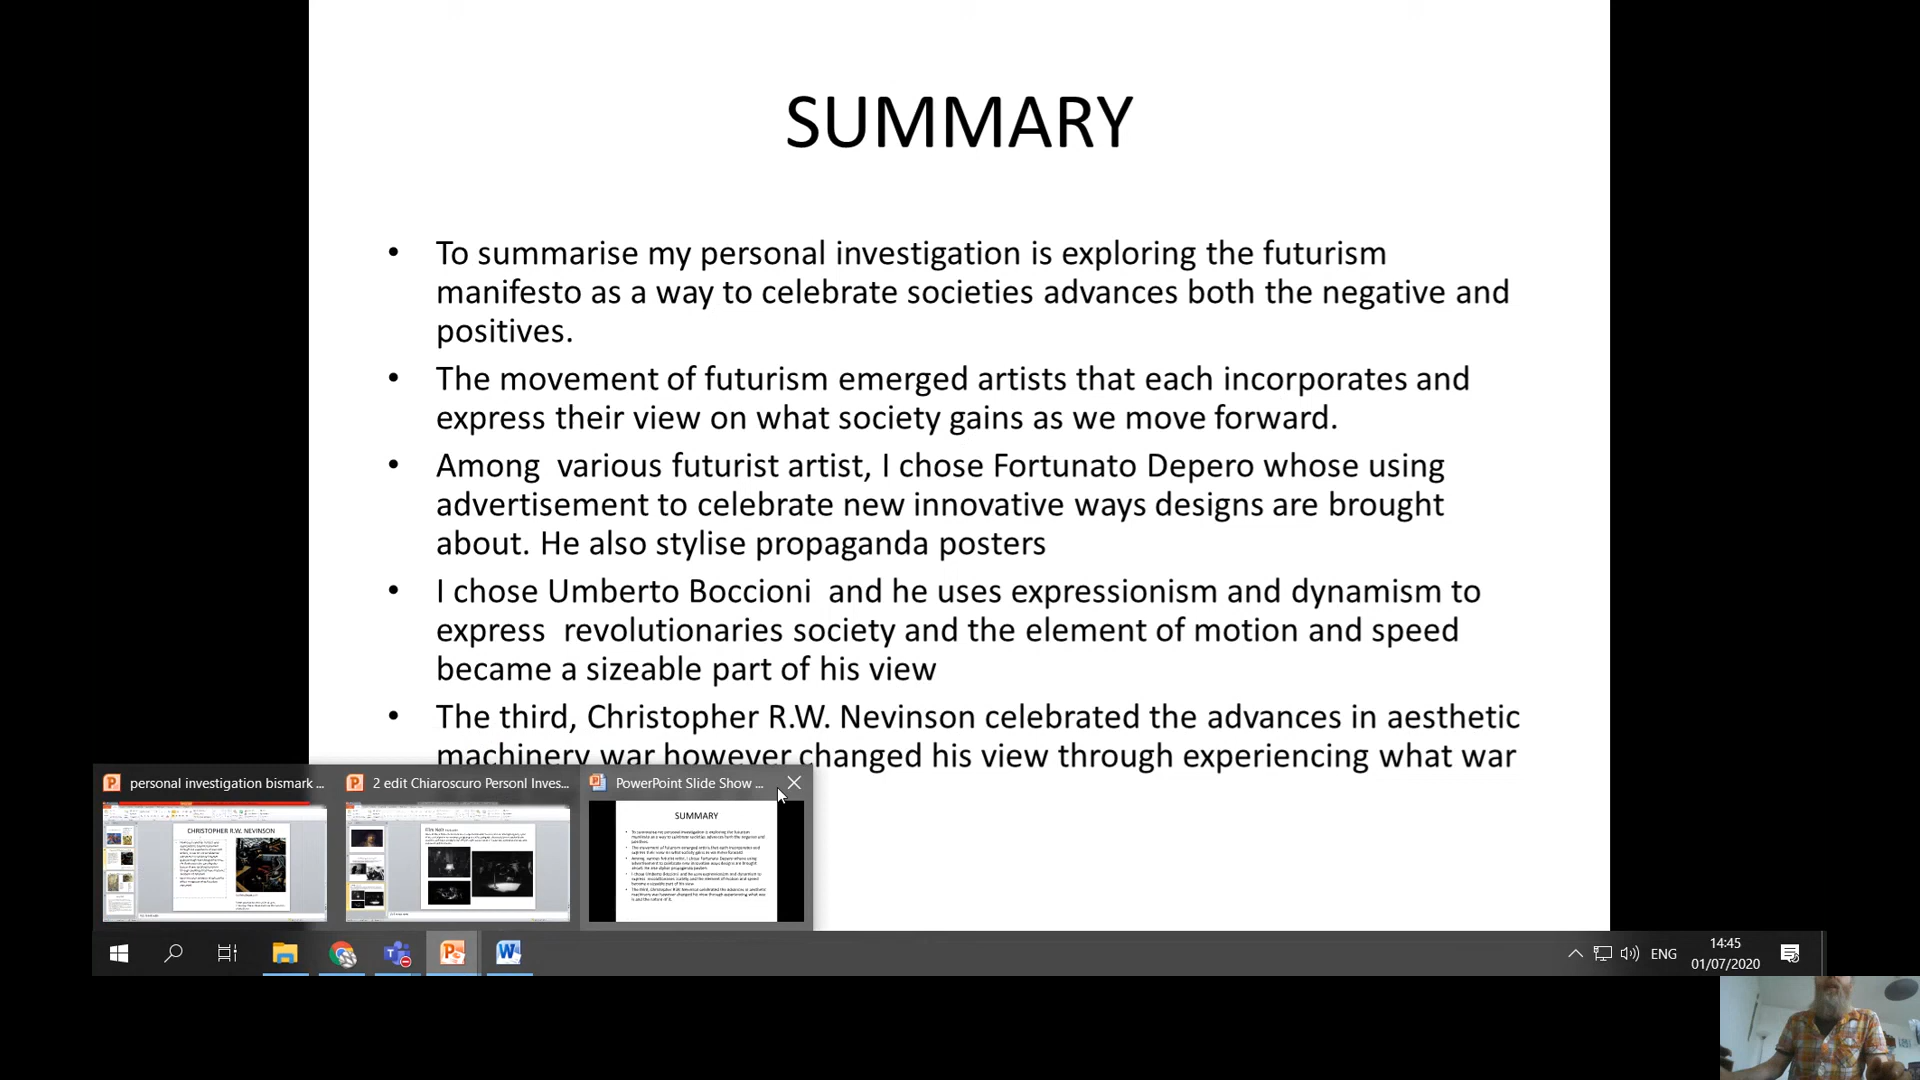 SUMMARY
• To summarise my personal investigation is exploring the futurism
manifesto as a way to celebrate societies advances both the negative and
positives.
• The movement of futurism emerged artists that each incorporates and
express their view on what society gains as we move forward.
• Among  various futurist artist, I chose Fortunato Depero whose using
advertisement to celebrate new innovative ways designs are brought
about. He also stylise propaganda posters
• I chose Umberto Boccioni  and he uses expressionism and dynamism to
express  revolutionaries society and the element of motion and speed
became a sizeable part of his view
• The third, Christopher R.W. Nevinson celebrated the advances in aesthetic
machinery war however changed his view through experiencing what war
personal investigation bismark ...
2 edit Chiaroscuro Personl Inves...
PowerPoint Slide Show ...
CHRISTOPHER R.W. NEVINSON
SUMMARY
ENG
14:45
01/07/2020